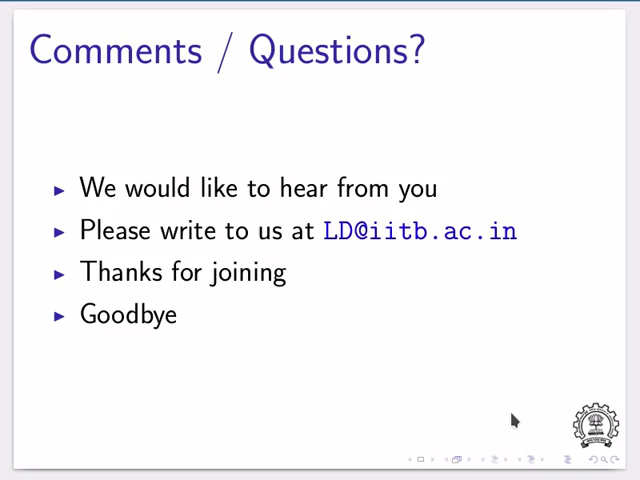 Comments / Questions?
We would like to hear from you
Please write to us at LD@iitb.ac.in
Thanks for joining
Goodbye